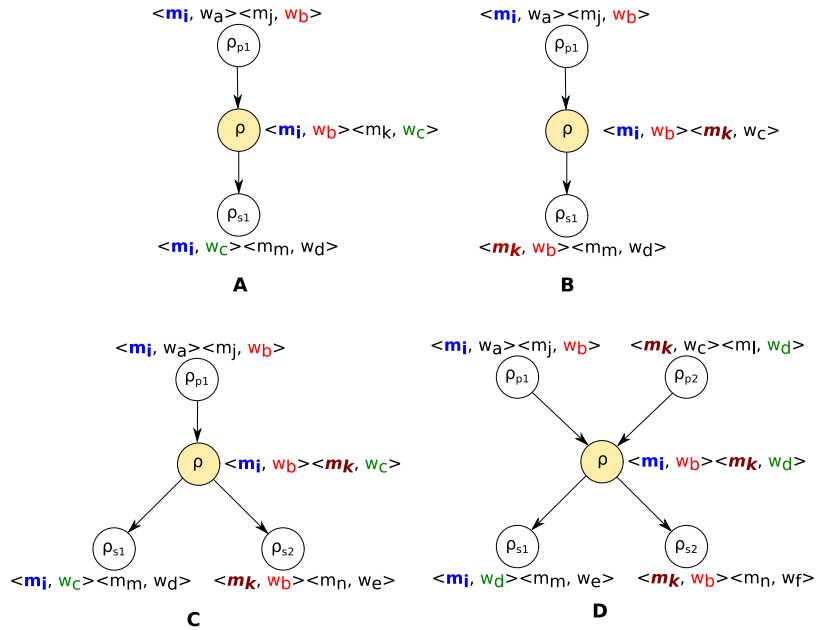 <mi, wa><mj, wb>
ρp1
ρ
<mi, wb><mk, wc>
ρs1
<mi, wc><mm, wd>
A
<mi, wa><mj, wb>
ρp1
ρ
<mi, wb><mk, wc>
ρs1
<mk, wb><mm, wd>
B
<mi, wa><mj, wb>
ρp1
ρ
<mi, wb><mk, wc>
ρs1
ρs2
<mi, wc><mm, wd>
<mk, wb><mn, we>
C
<mi, wa><mj, wb>
<mk, wc><ml, wd>
ρp1
ρp2
ρ
<mi, wb><mk, wd>
ρs1
ρs2
<mi, wd><mm, we>
<mk, wb><mn, wf>
D